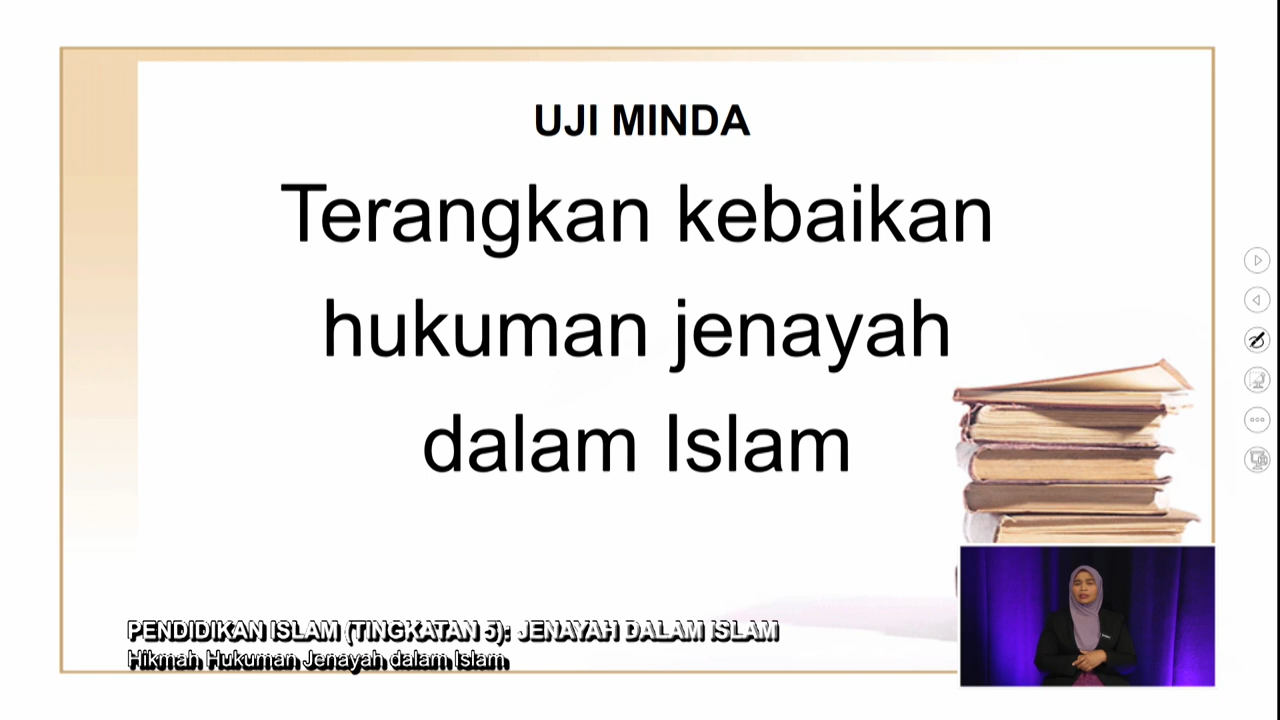 UJI MINDA
Terangkan kebaikan
hukuman jenayah
dalam Islam
PENDIDIKAN ISLAM (TINGKATAN 5): JENAYAH DALAM ISLAM
Hikmah Hukuman Jenayah dalam Islam